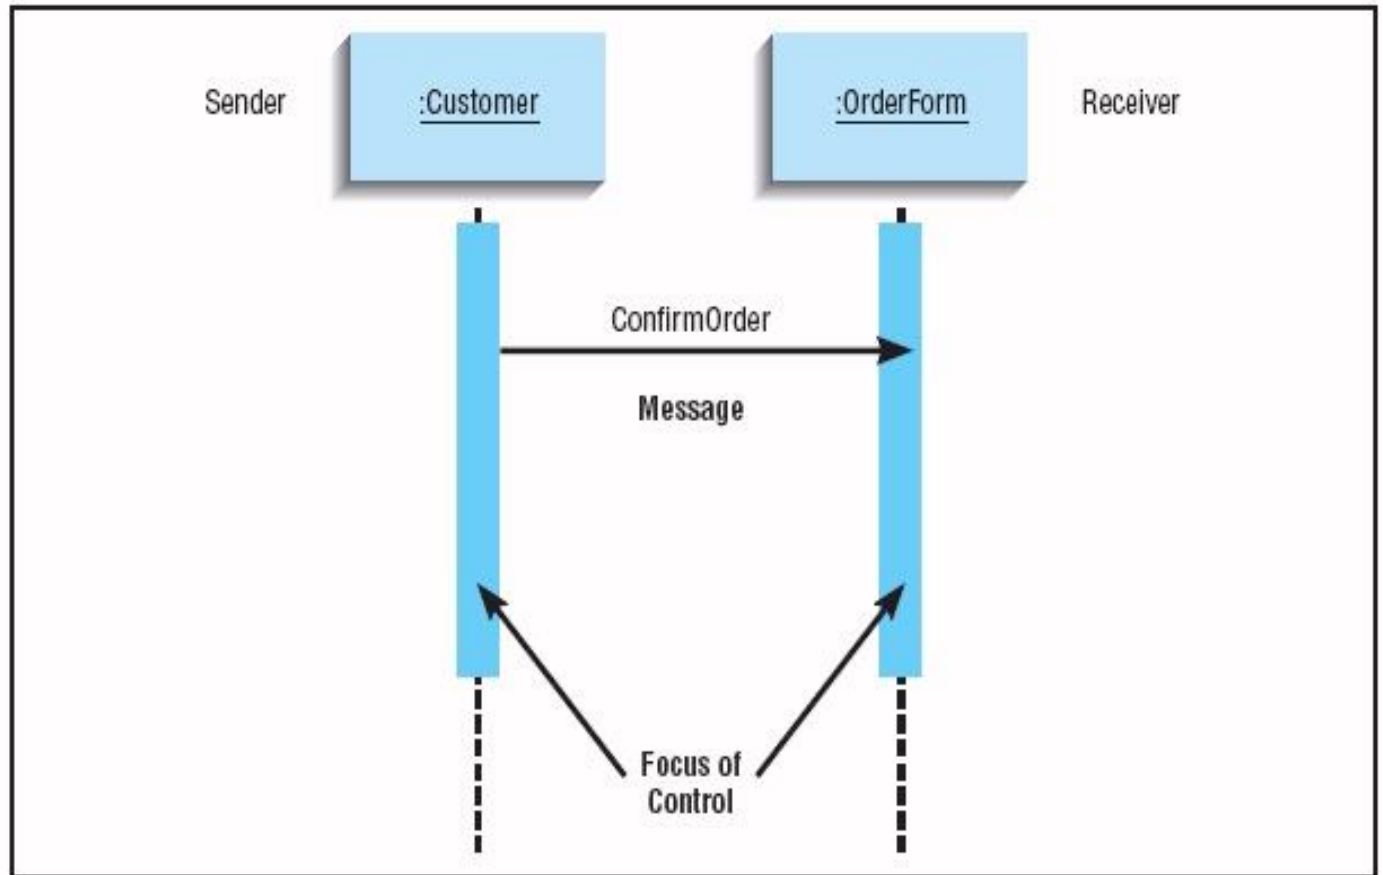 Sender
:Customer
:OrderForm
Receiver
ConfirmOrder
Message
Focus of
Control